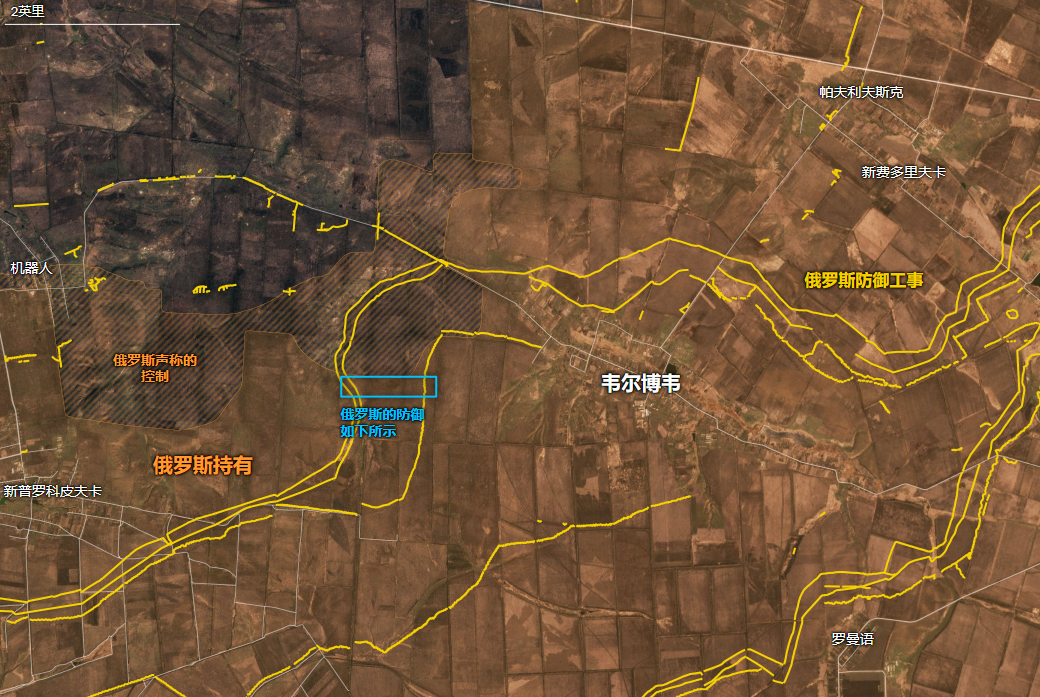 2英里
帕夫利夫斯克
新费多里夫卡
机器人
俄罗斯防御工事
俄罗斯声称的
控制
韦尔博韦
俄罗斯的防御
如下所示
俄罗斯持有
新普罗科皮夫卡
罗曼语